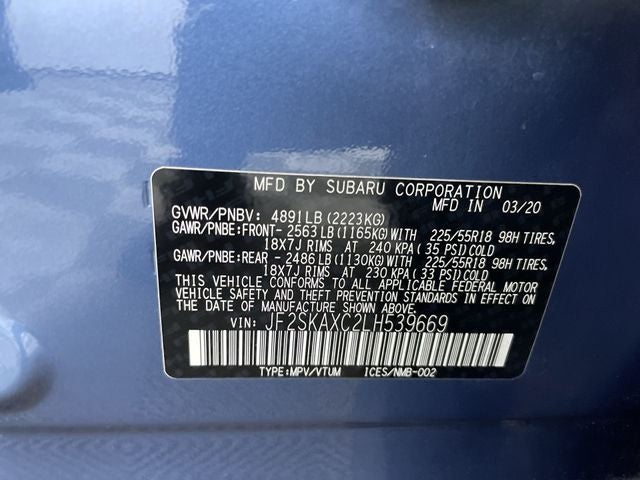 MFD BY SUBARU CORPORATION
GVWR/PNBV: 4891LB(2223KG) MFD IN 03/20
GAWR/PNBE:FRONT- 2563LB(1165KG)WITH 225/55R18 98H TIRES,
18X7J RIMS AT 240 KPA(35 PSI)COLD
GAWR/PNBE:REAR - 2486LB(1130KG)WITH 225/55R18 98H TIRES,
18X7J RIMS AT 230 KPA(33 PSI)COLD
THIS VEHICLE CONFORMS TO ALL APPLICABLE FEDERAL MOTOR
VEHICLE SAFETY AND THEFT PREVENTION STANDARDS IN EFFECT ON
THE DATE OF MANUFACTURE SHOWN ABOVE.
VIN: JF2SKAXC2LH539669
TYPE:MPV/VTUM ICES/NMB-002